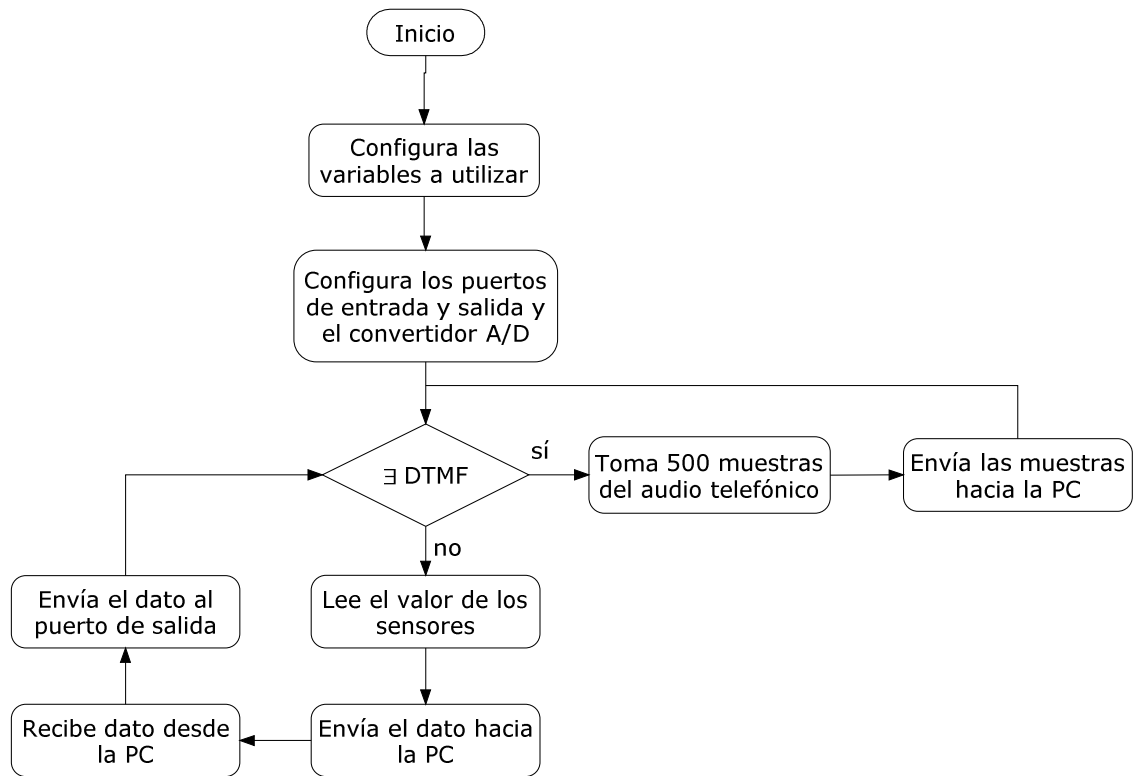 Inicio
Configura las
variables a utilizar
Configura los puertos
de entrada y salida y
el convertidor A/D
∃ DTMF
sí
Toma 500 muestras
del audio telefónico
Envía las muestras
hacia la PC
no
Lee el valor de los
sensores
Envía el dato hacia
la PC
Recibe dato desde
la PC
Envía el dato al
puerto de salida